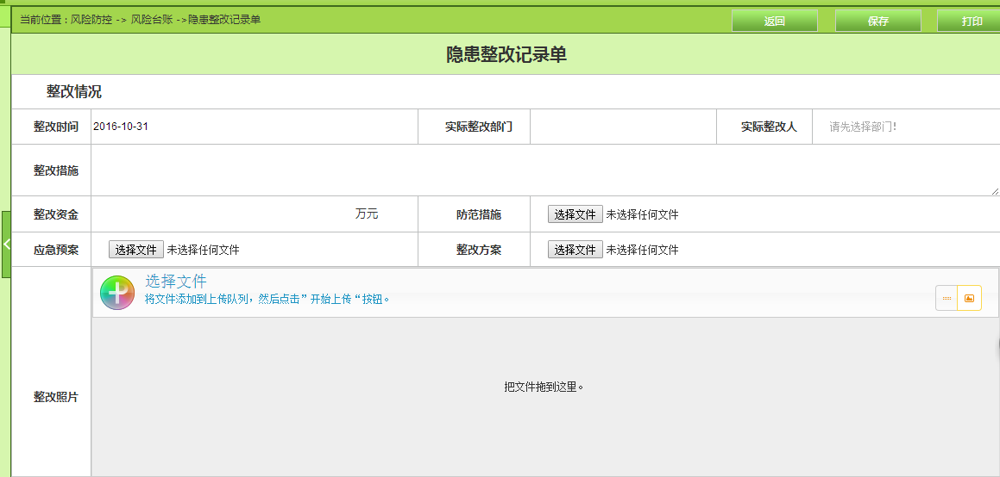 当前位置：风险防控 -> 风险台账 ->隐患整改记录单
返回
保存
打印
隐患整改记录单
整改情况
整改时间 2016-10-31 实际整改部门 实际整改人 请先选择部门！
整改措施
整改资金 万元 防范措施 选择文件 未选择任何文件
应急预案 选择文件 未选择任何文件 整改方案 选择文件 未选择任何文件
选择文件
将文件添加到上传队列，然后点击”开始上传“按钮。
整改照片
把文件拖到这里。